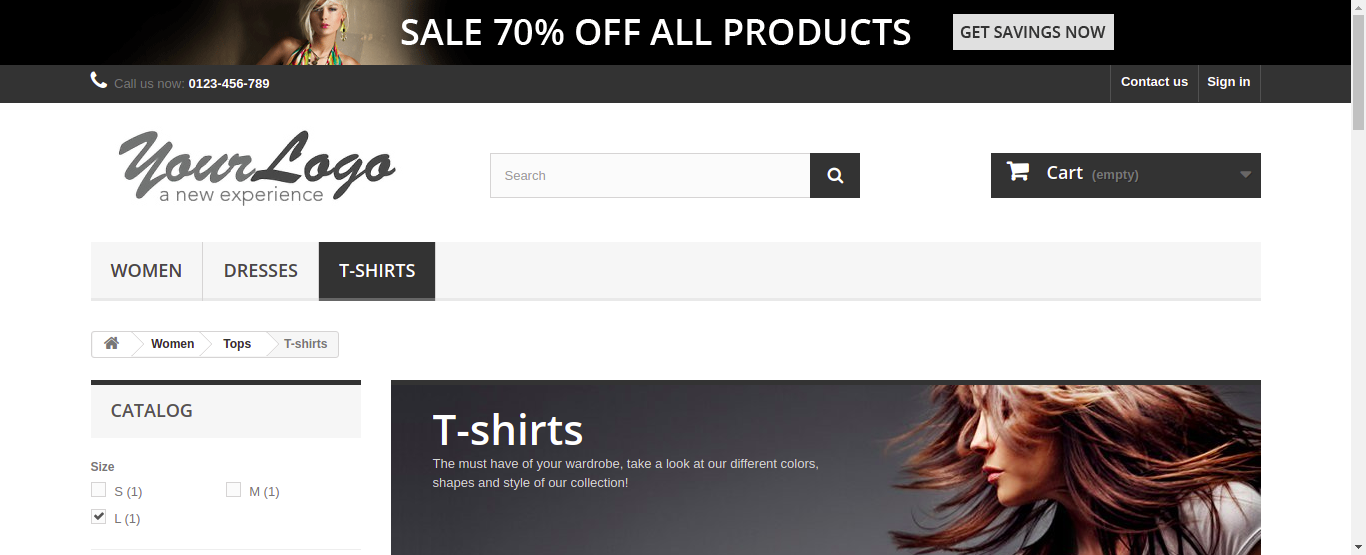 SALE 70% OFF ALL PRODUCTS GET SAVINGS NOW
Call us now: 0123-456-789 Contact us Sign in
YourLogo
a new experience
Search
Cart (empty)
WOMEN DRESSES T-SHIRTS
Women Tops T-shirts
CATALOG
Size
S (1) M (1)
L (1)
T-shirts
The must have of your wardrobe, take a look at our different colors,
shapes and style of our collection!